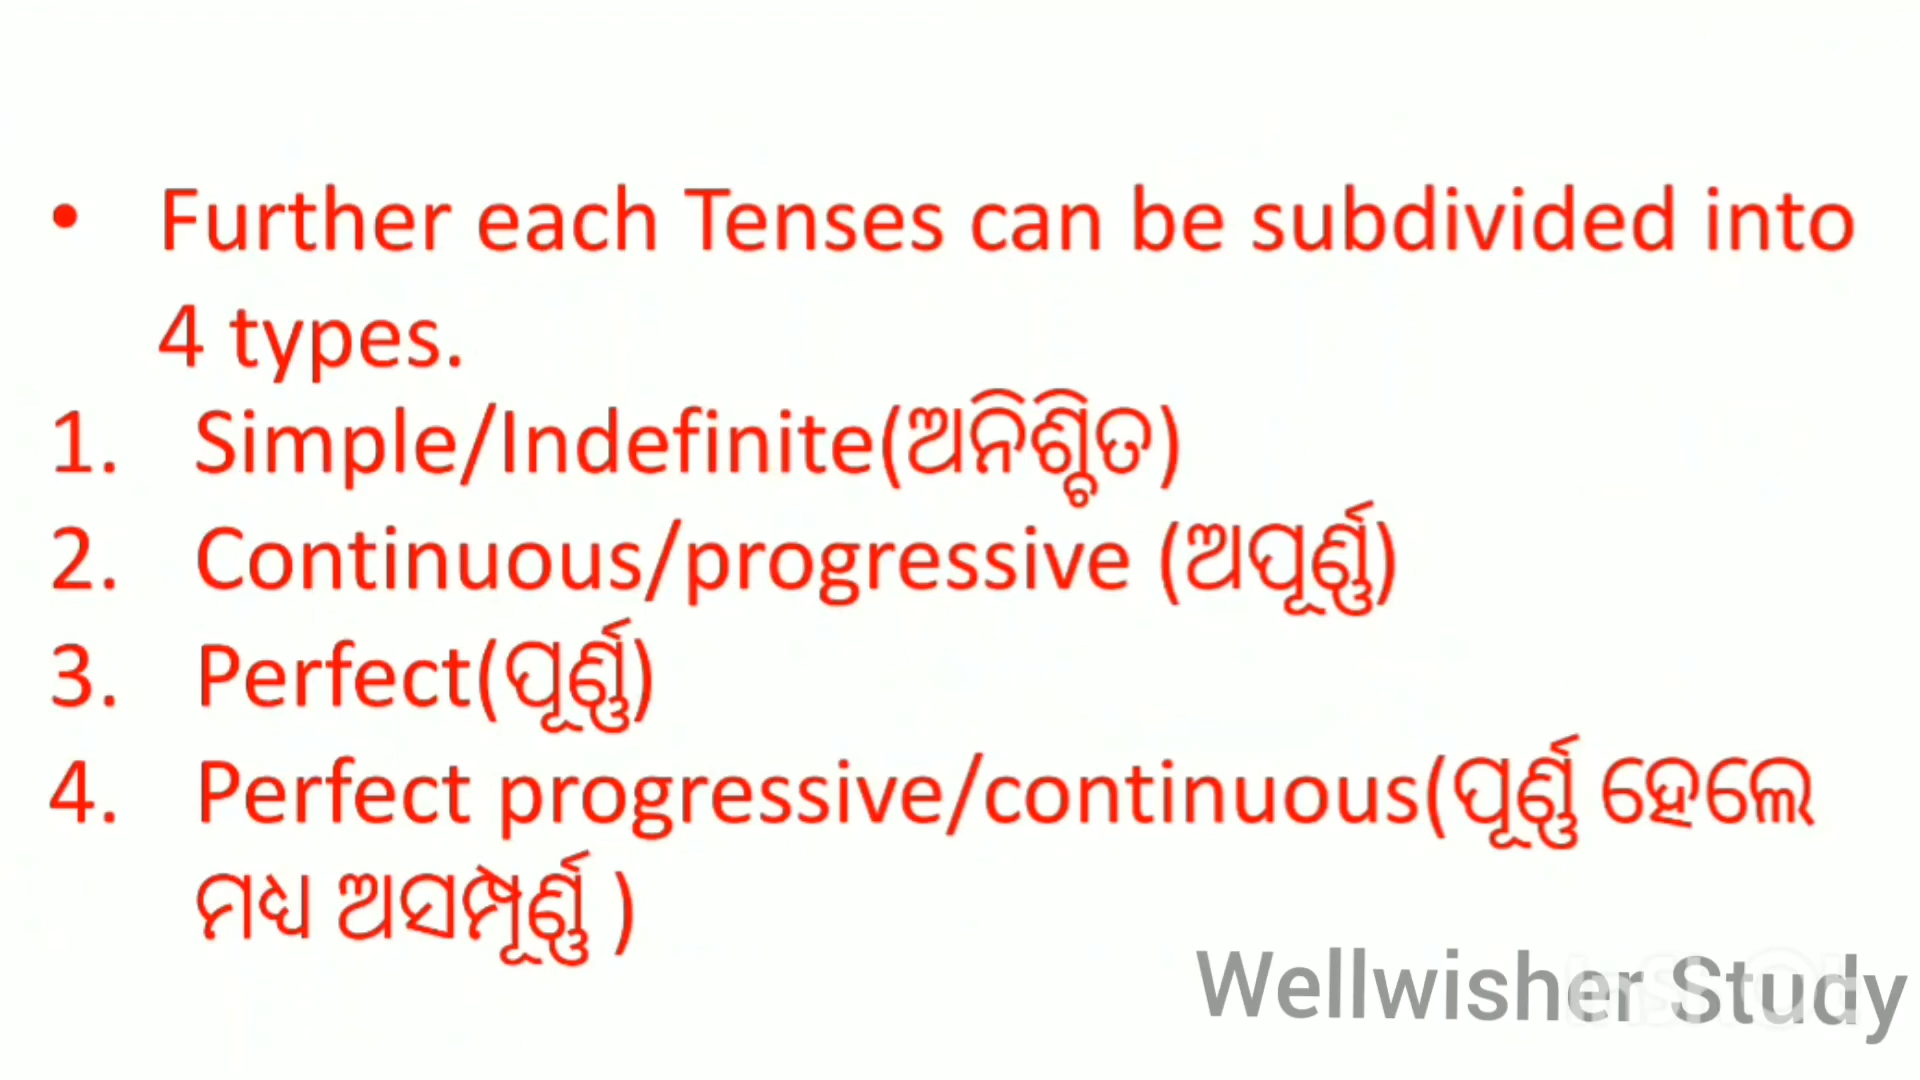 • Further each Tenses can be subdivided into
4 types.
1. Simple/Indefinite(ଅନିଶ୍ଚିତ)
2. Continuous/progressive (ଅପୂର୍ଣ୍ଣ)
3. Perfect(ପୂର୍ଣ୍ଣ)
4. Perfect progressive/continuous(ପୂର୍ଣ୍ଣ ହେଲେ
ମଧ୍ୟ ଅସମ୍ପୂର୍ଣ୍ଣ )
Wellwisher Study